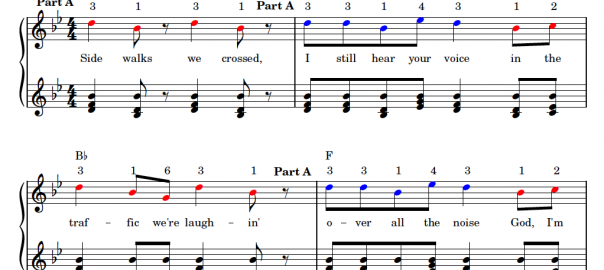 Part A 3 1 3 1 Part A 3 3 1 4 3 1 2
Side walks we crossed, I still hear your voice in the
B♭ F
3 1 6 3 1 Part A 3 3 1 4 3 1 2
traf – fic we're laugh – in' o – ver all the noise God, I'm